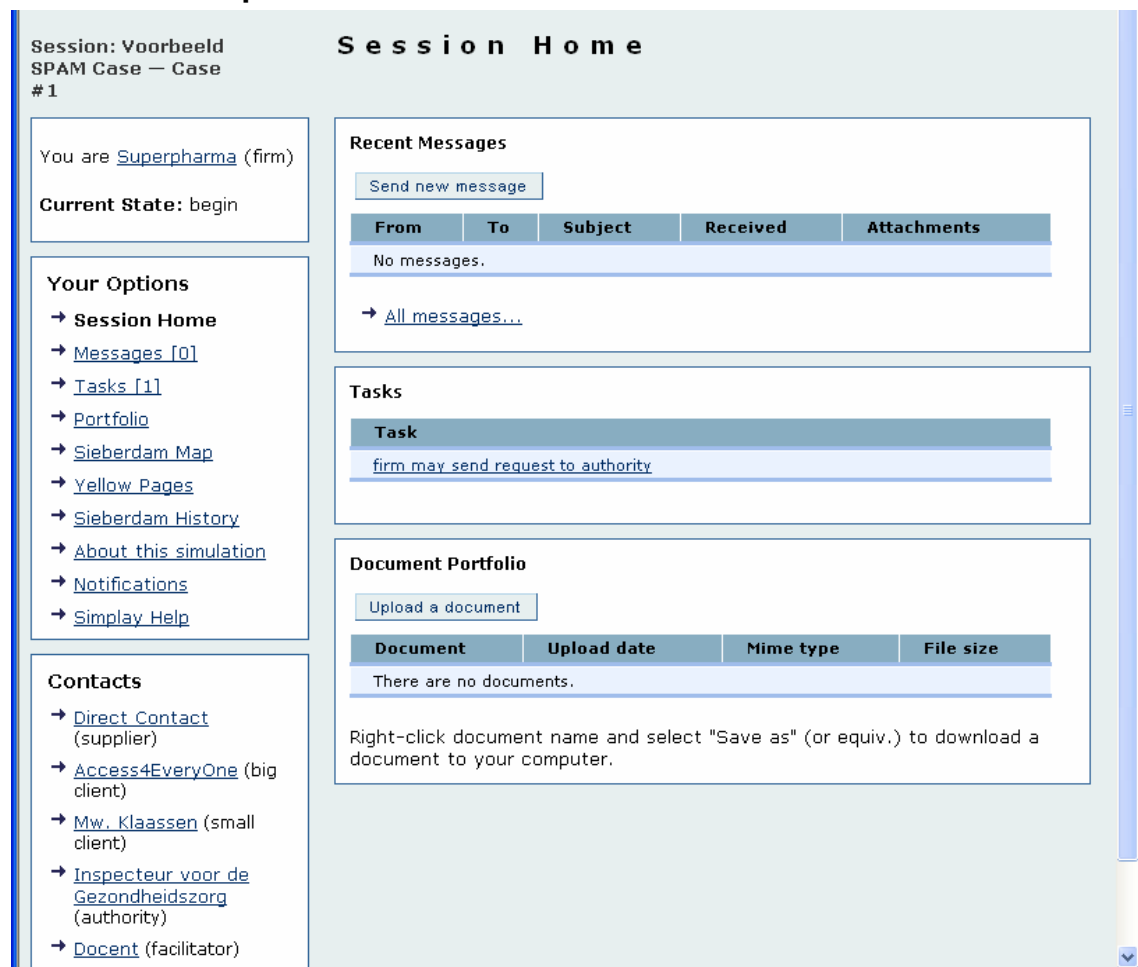 Session: Voorbeeld
SPAM Case — Case
#1
You are Superpharma (firm)
Current State: begin
Your Options
→ Session Home
→ Messages [0]
→ Tasks [1]
→ Portfolio
→ Sieberdam Map
→ Yellow Pages
→ Sieberdam History
→ About this simulation
→ Notifications
→ Simplay Help
Contacts
→ Direct Contact
(supplier)
→ Access4EveryOne (big
client)
→ Mw. Klaassen (small
client)
→ Inspecteur voor de
Gezondheidszorg
(authority)
→ Docent (facilitator)
Session Home
Recent Messages
Send new message
From To Subject Received Attachments
No messages.
→ All messages...
Tasks
Task
firm may send request to authority
Document Portfolio
Upload a document
Document Upload date Mime type File size
There are no documents.
Right-click document name and select "Save as" (or equiv.) to download a
document to your computer.